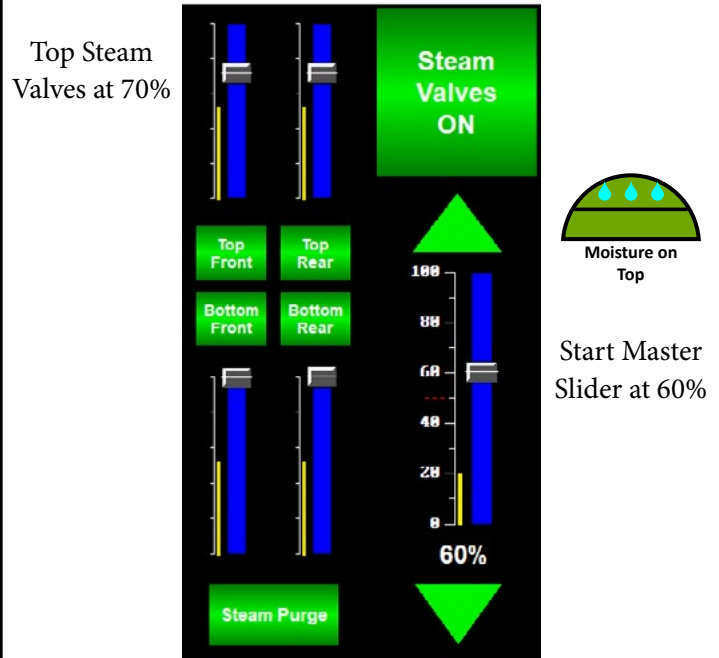 Top Steam
Valves at 70%
Steam
Valves
ON
Top
Front
Top
Rear
Bottom
Front
Bottom
Rear
100
80
60
40
20
0
60%
Steam Purge
Moisture on
Top
Start Master
Slider at 60%